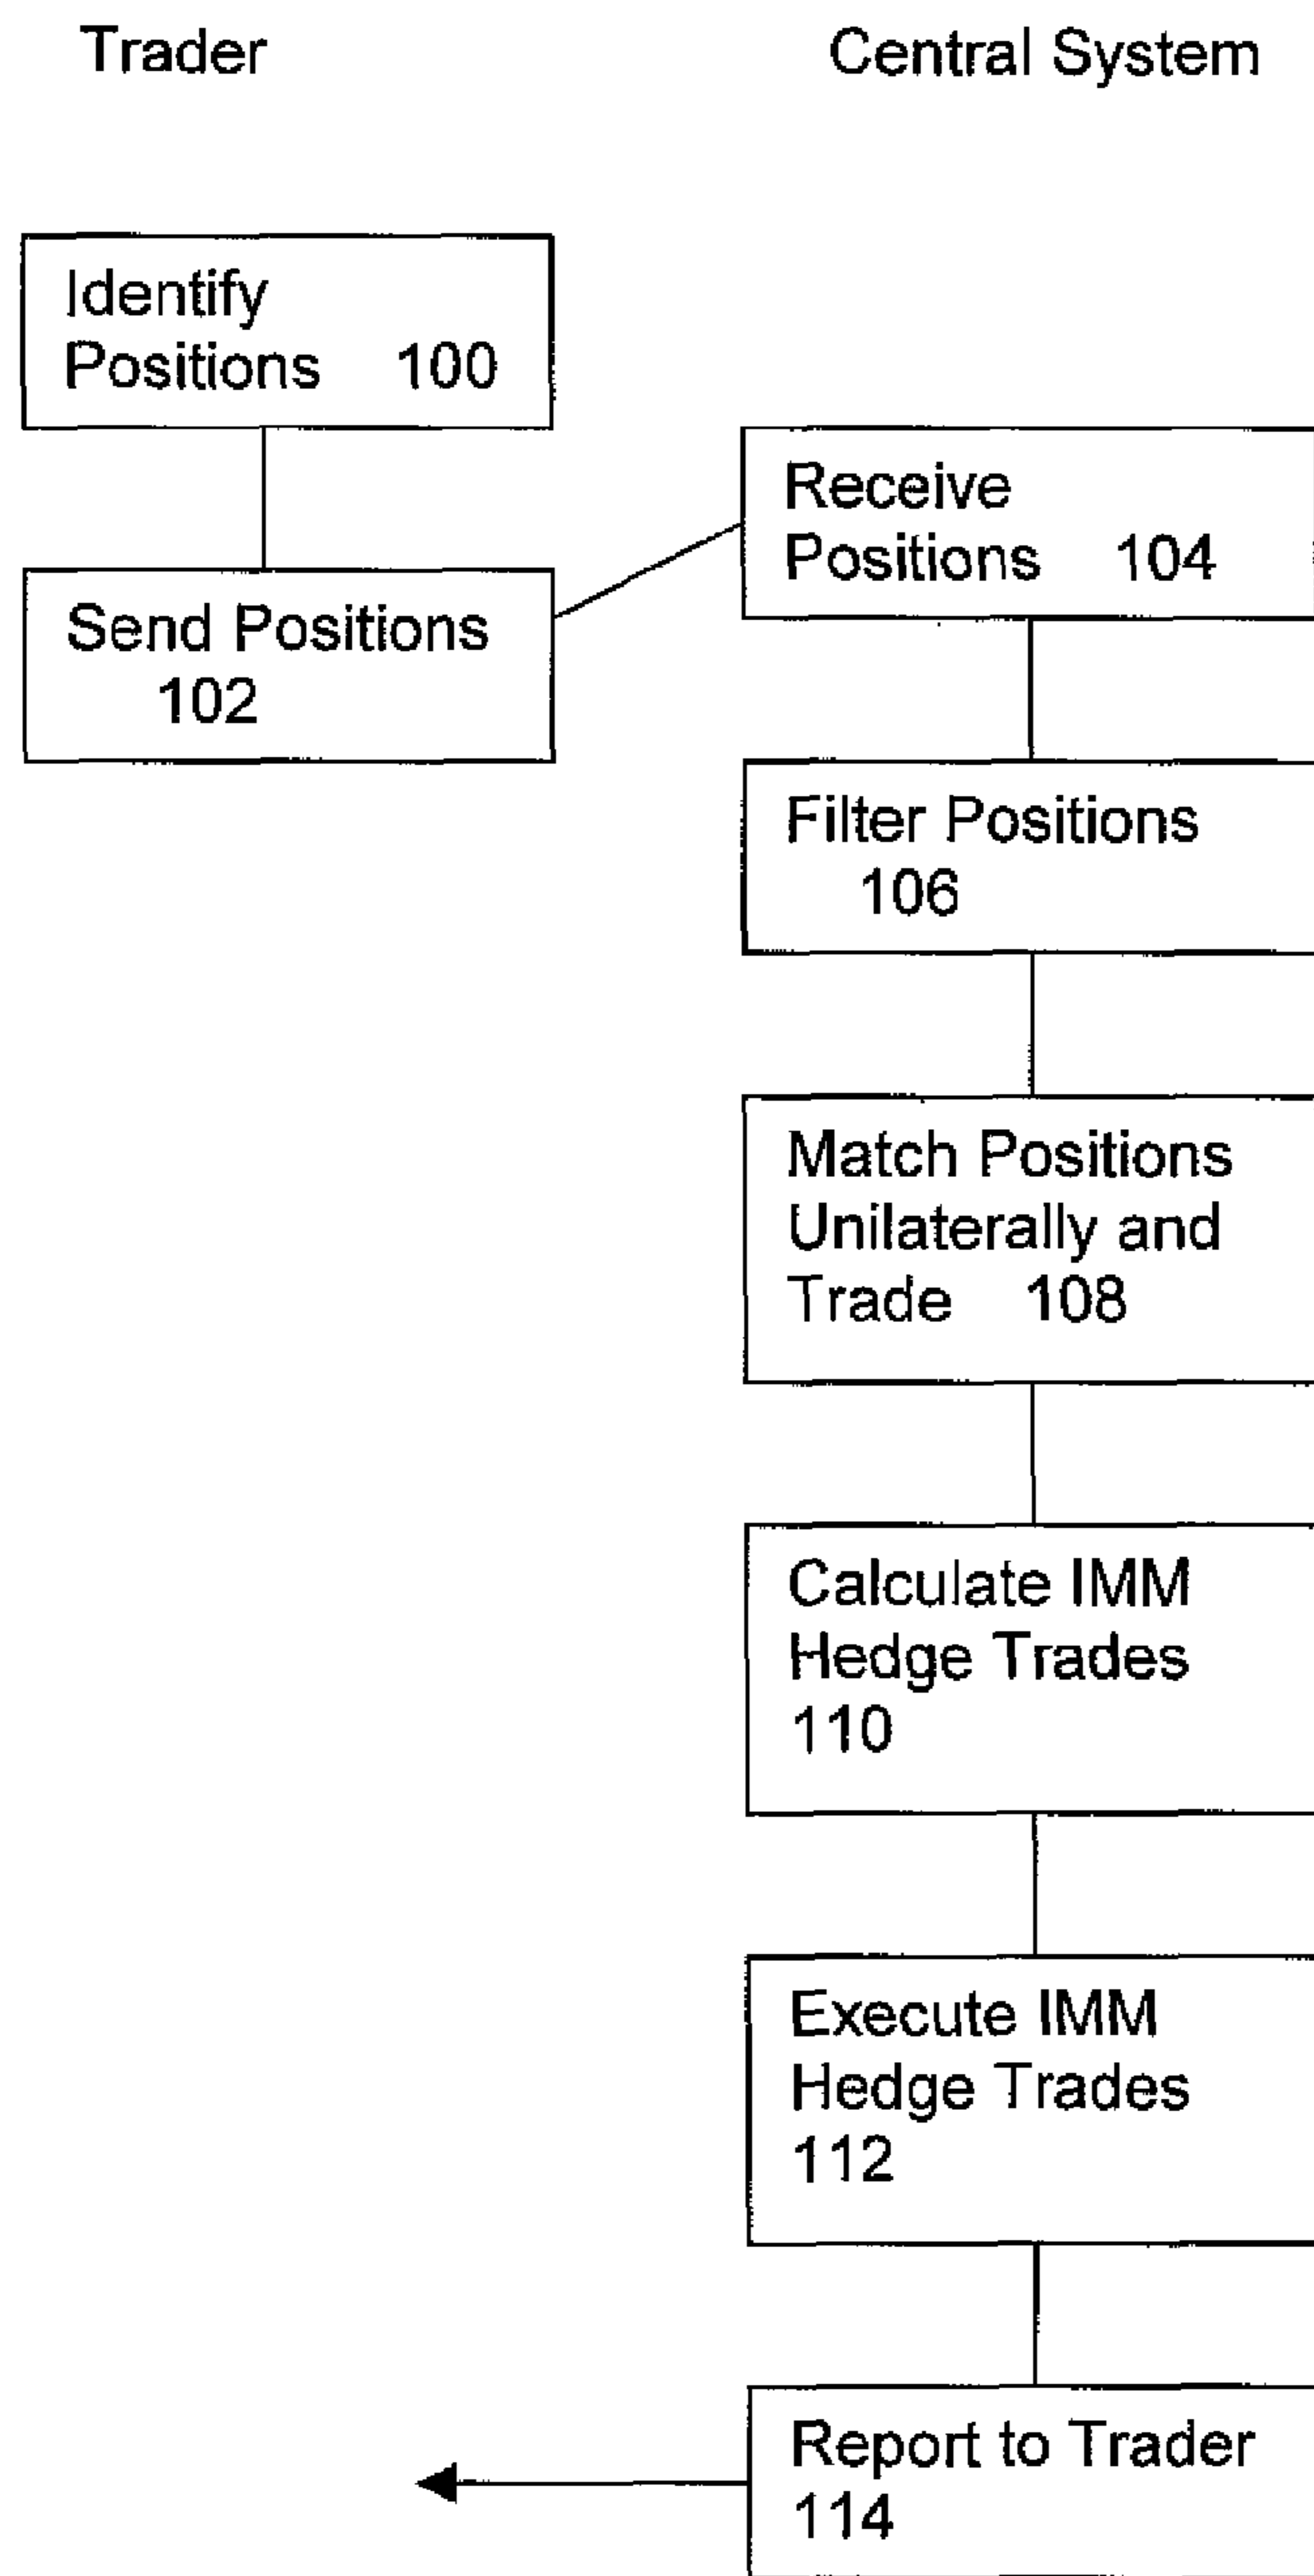 Trader
Central System
Identify
Positions 100
Send Positions
102
Receive
Positions 104
Filter Positions
106
Match Positions
Unilaterally and
Trade 108
Calculate IMM
Hedge Trades
110
Execute IMM
Hedge Trades
112
Report to Trader
114